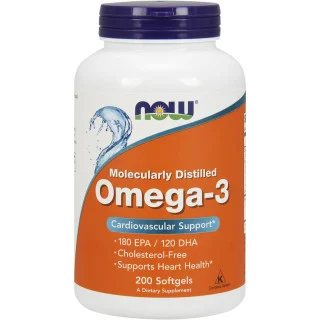 NOW
Molecularly Distilled
Omega-3
Cardiovascular Support*
• 180 EPA / 120 DHA
• Cholesterol-Free
• Supports Heart Health*
200 Softgels
A Dietary Supplement
K